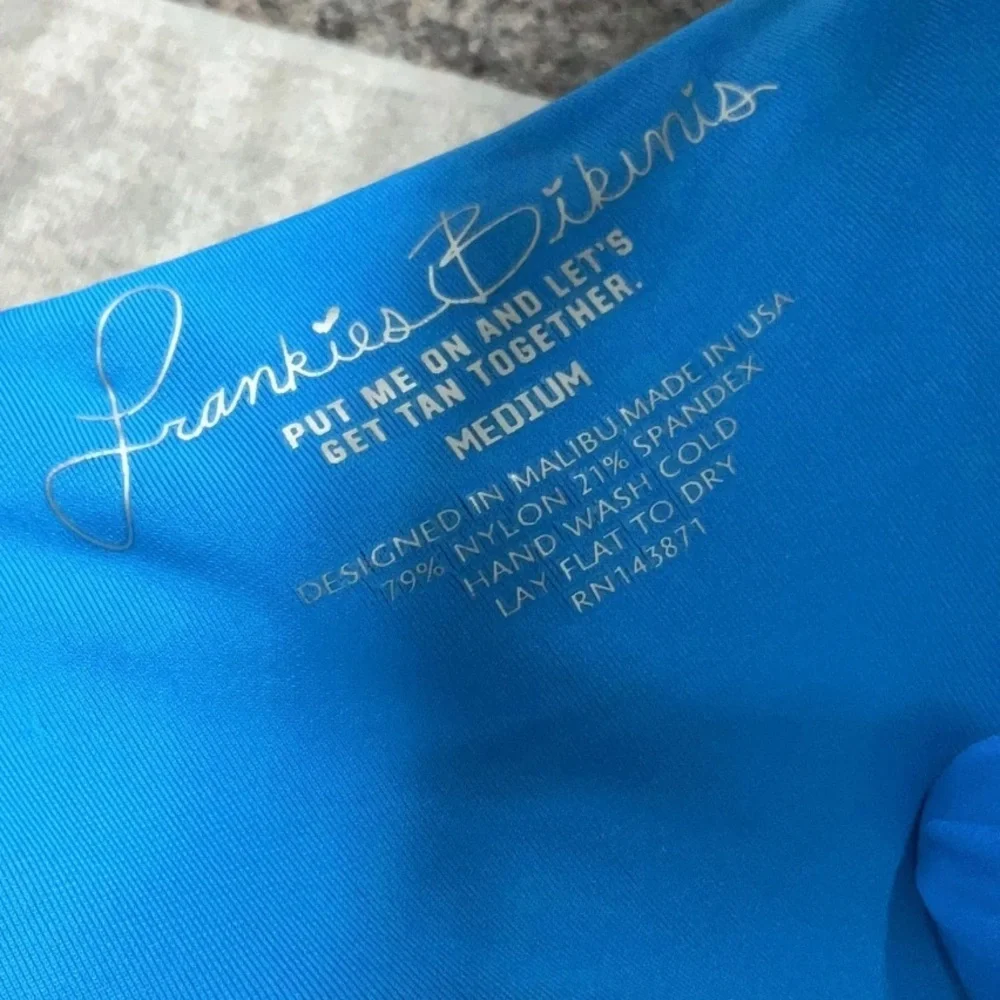 Frankies Bikinis
PUT ME ON AND LET'S
GET TAN TOGETHER.
MEDIUM
DESIGNED IN MALIBU,MADE IN USA
79% NYLON 21% SPANDEX
HAND WASH COLD
LAY FLAT TO DRY
RN143871